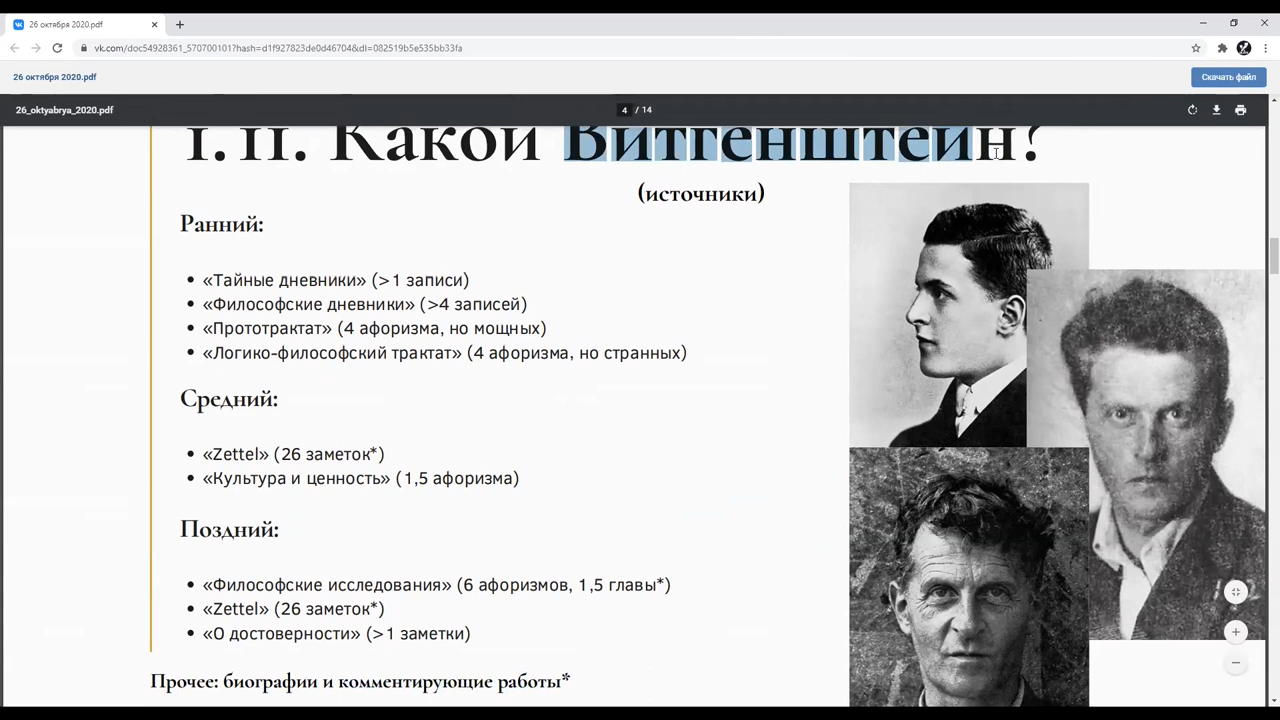 26 октября 2020.pdf
vk.com/doc54928361_570700101?hash=d1f927823de0d46704&dl=082519b5e535bb33fa
26 октября 2020.pdf
Скачать файл
26_oktyabrya_2020.pdf
4 / 14
1.11. Какой Витгенштейн?
(источники)
Ранний:
• «Тайные дневники» (>1 записи)
• «Философские дневники» (>4 записей)
• «Прототрактат» (4 афоризма, но мощных)
• «Логико-философский трактат» (4 афоризма, но странных)
Средний:
• «Zettel» (26 заметок*)
• «Культура и ценность» (1,5 афоризма)
Поздний:
• «Философские исследования» (6 афоризмов, 1,5 главы*)
• «Zettel» (26 заметок*)
• «О достоверности» (>1 заметки)
Прочее: биографии и комментирующие работы*